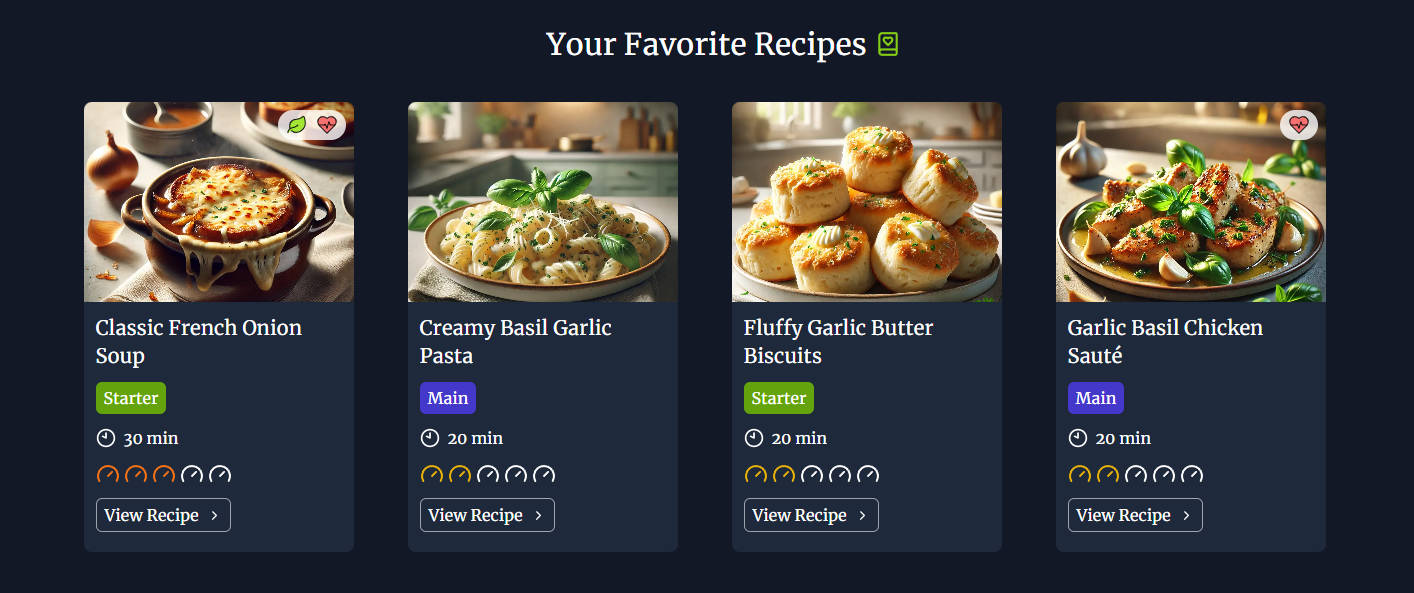 Your Favorite Recipes
Classic French Onion
Soup
Starter
30 min
View Recipe
Creamy Basil Garlic
Pasta
Main
20 min
View Recipe
Fluffy Garlic Butter
Biscuits
Starter
20 min
View Recipe
Garlic Basil Chicken
Sauté
Main
20 min
View Recipe